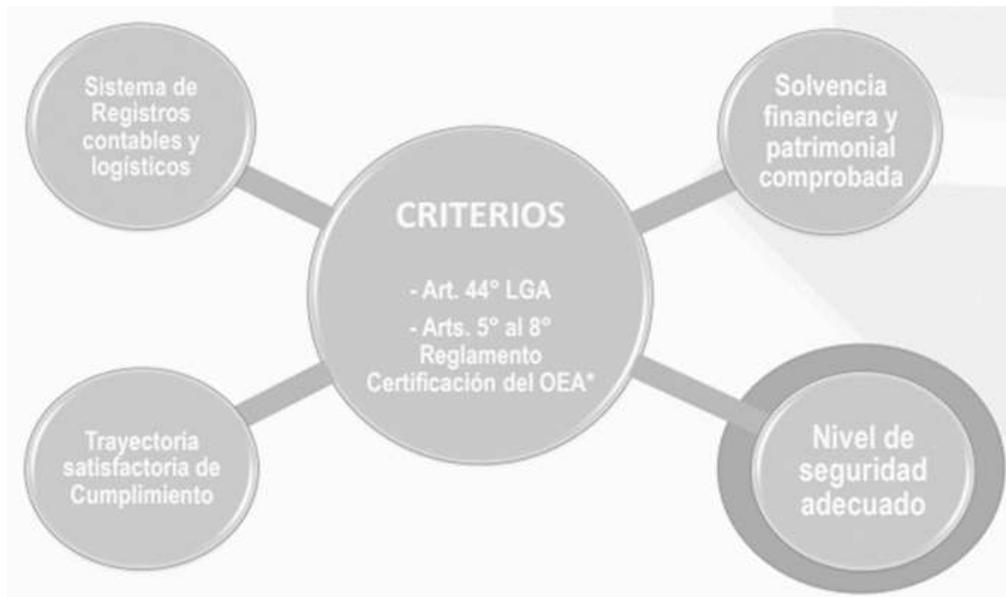 Sistema de
Registros
contables y
logísticos
Solvencia
financiera y
patrimonial
comprobada
CRITERIOS
- Art. 44° LGA
- Arts. 5° al 8°
Reglamento
Certificación del OEA*
Trayectoria
satisfactoria de
Cumplimiento
Nivel de
seguridad
adecuado